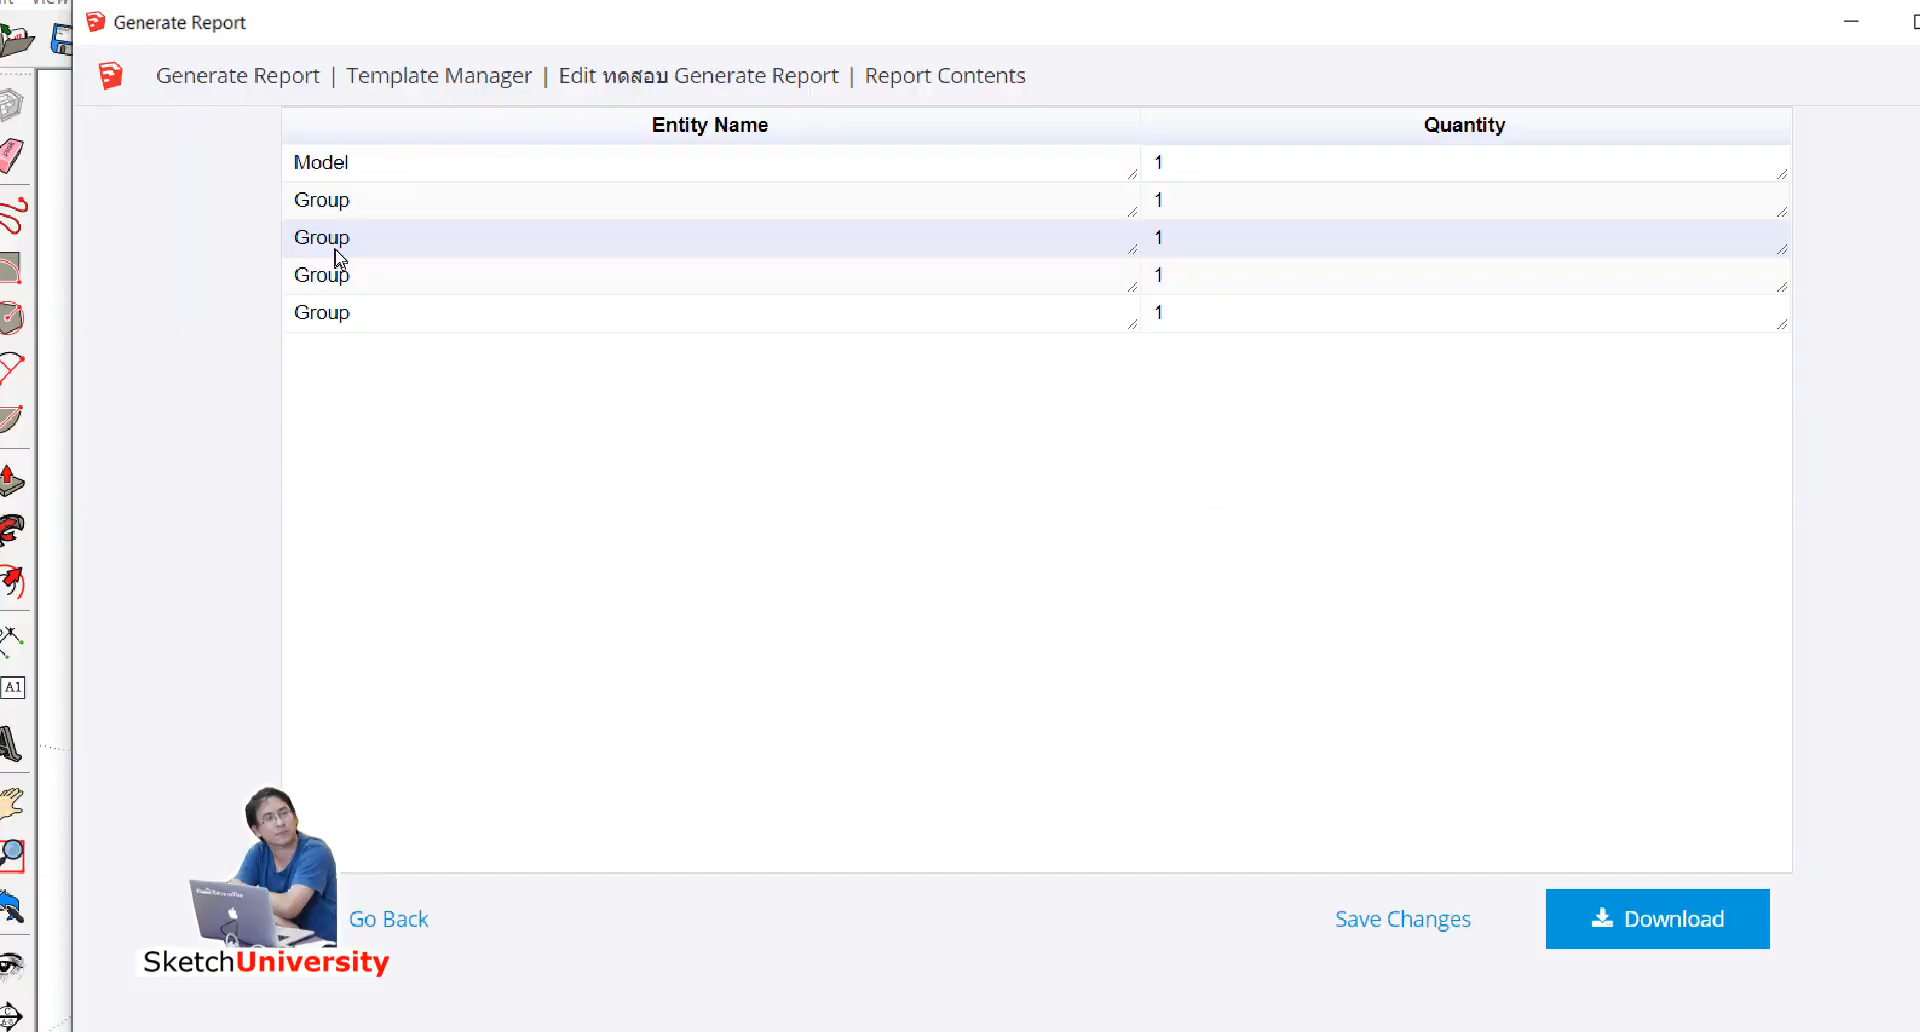 Generate Report
Generate Report | Template Manager | Edit ทดสอบ Generate Report | Report Contents
Entity Name Quantity
Model 1
Group 1
Group 1
Group 1
Group 1
A1
Go Back Save Changes Download
SketchUniversity